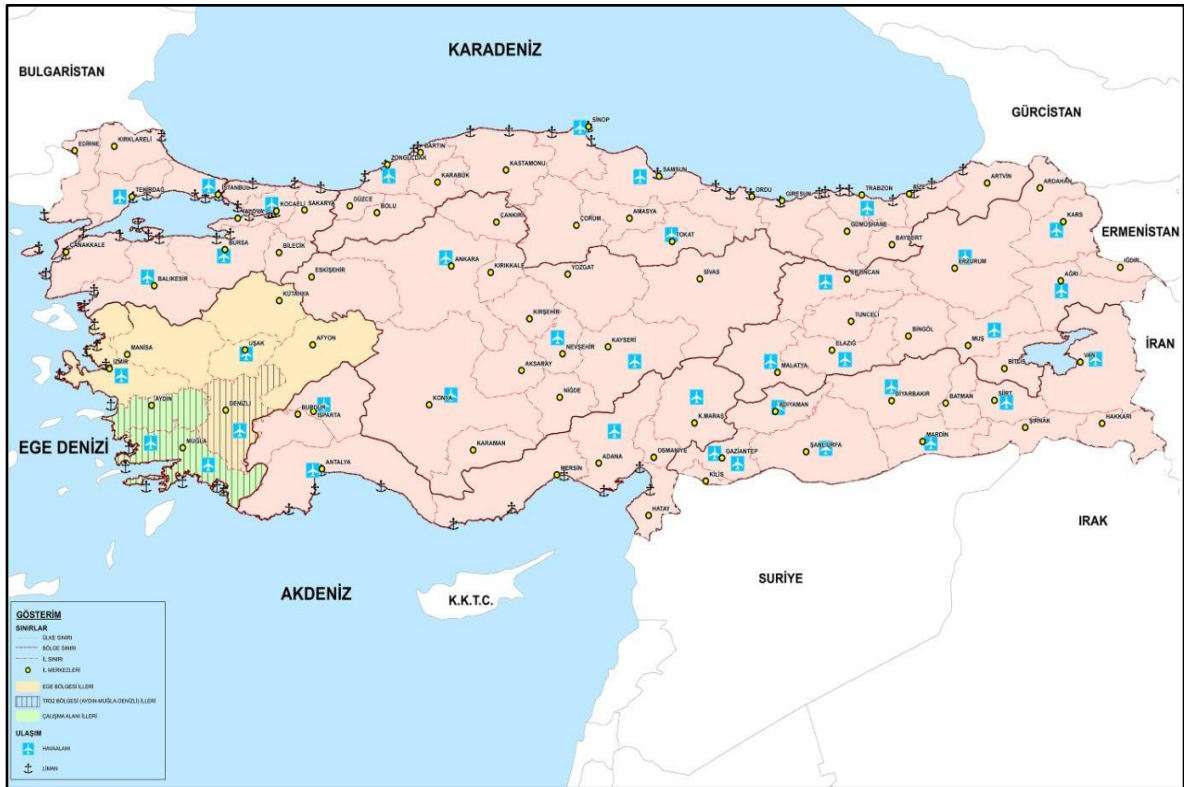 KARADENİZ
BULGARİSTAN
GÜRCİSTAN
SİNOP
BARTIN
ZONGULDAK
KASTAMONU
KIRKLARELİ
EDİRNE
KARABÜK
SAMSUN
ARTVİN
ARDAHAN
TEKİRDAĞ
İSTANBUL
ORDU
GİRESUN
TRABZON
RİZE
KOCAELİ
SAKARYA
DÜZCE
BOLU
YALOVA
ÇANKIRI
ÇORUM
AMASYA
GÜMÜŞHANE
KARS
ERMENİSTAN
TOKAT
BAYBURT
ÇANAKKALE
BURSA
BİLECİK
ANKARA
KIRIKKALE
YOZGAT
SİVAS
ERZİNCAN
ERZURUM
AĞRI
IĞDIR
BALIKESİR
ESKİŞEHİR
KÜTAHYA
KIRŞEHİR
TUNCELİ
BİNGÖL
MUŞ
İRAN
MANİSA
UŞAK
AFYON
NEVŞEHİR
KAYSERİ
ELAZIĞ
BİTLİS
VAN
İZMİR
AKSARAY
MALATYA
AYDIN
DENİZLİ
BURDUR
ISPARTA
KONYA
NİĞDE
K.MARAŞ
ADIYAMAN
DİYARBAKIR
BATMAN
SİİRT
ŞIRNAK
HAKKARİ
EGE DENİZİ
MUĞLA
KARAMAN
ANTALYA
MERSİN
ADANA
OSMANİYE
GAZİANTEP
ŞANLIURFA
MARDİN
KİLİS
HATAY
IRAK
SURİYE
AKDENİZ
K.K.T.C.
GÖSTERİM
SINIRLAR
ÜLKE SINIRI
BÖLGE SINIRI
İL SINIRI
İL MERKEZLERİ
EGE BÖLGESİ İLLERİ
TR32 BÖLGESİ (AYDIN-MUĞLA-DENİZLİ) İLLERİ
ÇALIŞMA ALANI İLLERİ
ULAŞIM
HAVAALANI
LİMAN